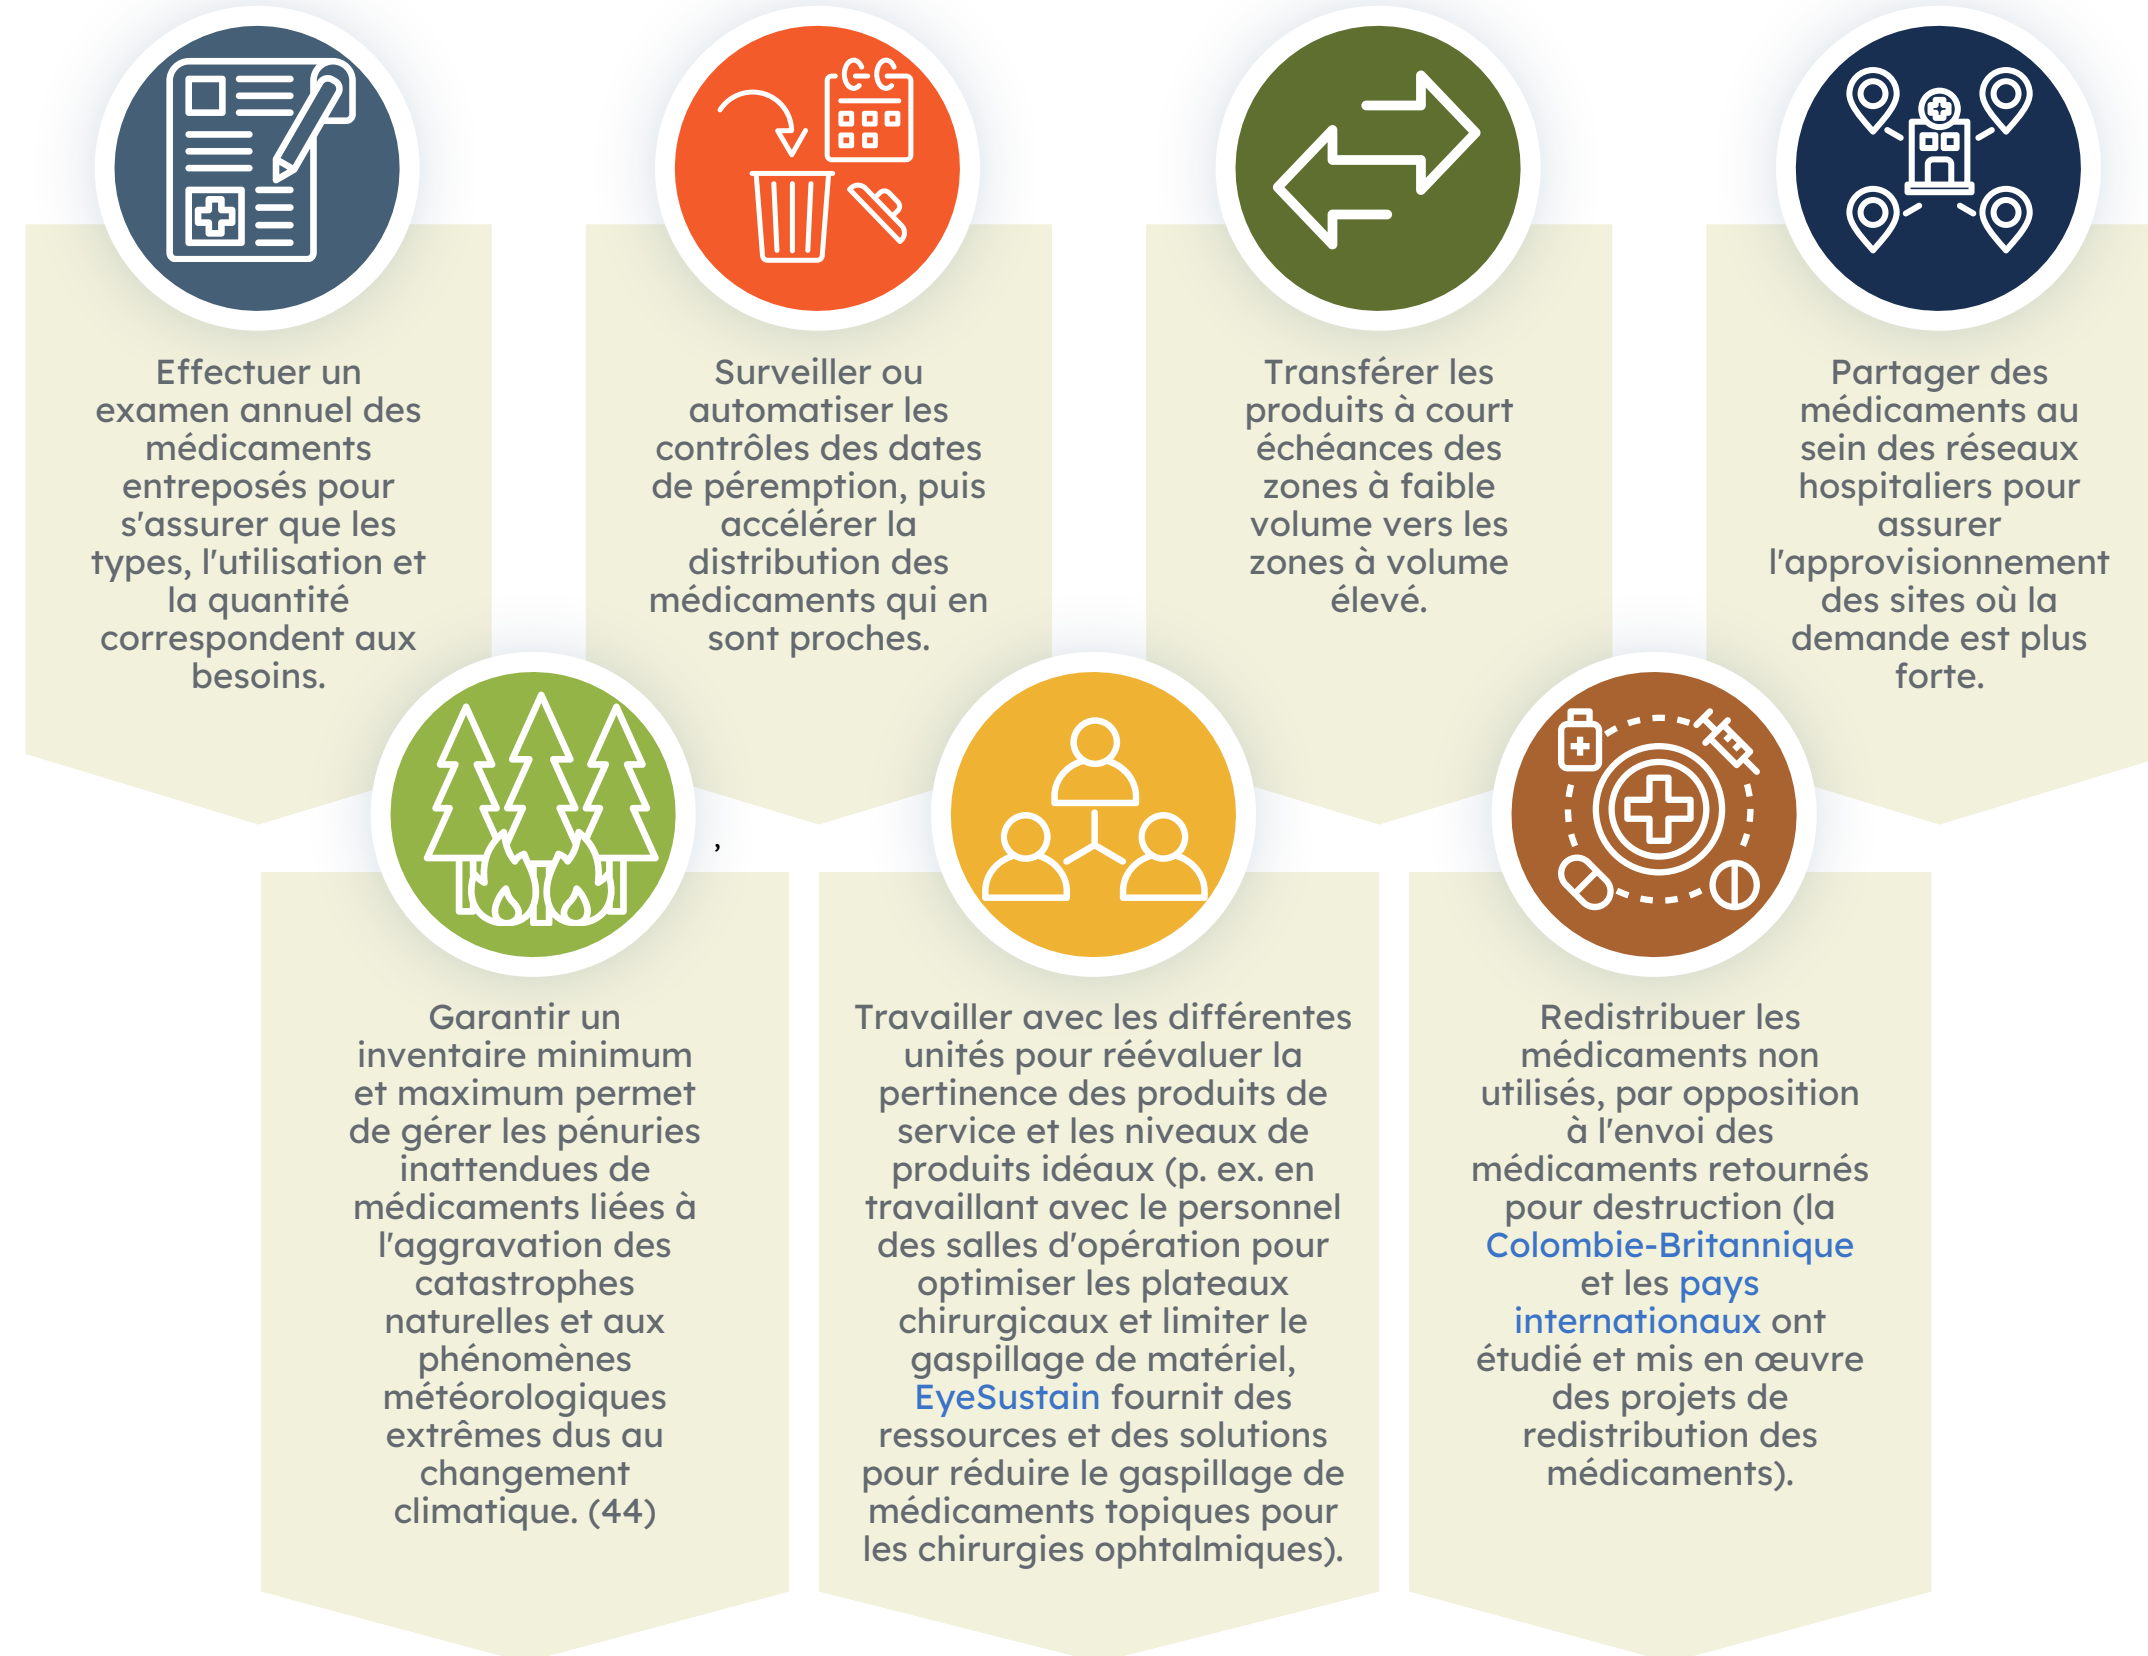 Effectuer un
examen annuel des
médicaments
entreposés pour
s'assurer que les
types, l'utilisation et
la quantité
correspondent aux
besoins.
Surveiller ou
automatiser les
contrôles des dates
de péremption, puis
accélérer la
distribution des
médicaments qui en
sont proches.
Transférer les
produits à court
échéances des
zones à faible
volume vers les
zones à volume
élevé.
Partager des
médicaments au
sein des réseaux
hospitaliers pour
assurer
l'approvisionnement
des sites où la
demande est plus
forte.
,
Garantir un
inventaire minimum
et maximum permet
de gérer les pénuries
inattendues de
médicaments liées à
l'aggravation des
catastrophes
naturelles et aux
phénomènes
météorologiques
extrêmes dus au
changement
climatique. (44)
Travailler avec les différentes
unités pour réévaluer la
pertinence des produits de
service et les niveaux de
produits idéaux (p. ex. en
travaillant avec le personnel
des salles d'opération pour
optimiser les plateaux
chirurgicaux et limiter le
gaspillage de matériel,
EyeSustain fournit des
ressources et des solutions
pour réduire le gaspillage de
médicaments topiques pour
les chirurgies ophtalmiques).
Redistribuer les
médicaments non
utilisés, par opposition
à l'envoi des
médicaments retournés
pour destruction (la
Colombie-Britannique
et les pays
internationaux ont
étudié et mis en œuvre
des projets de
redistribution des
médicaments).